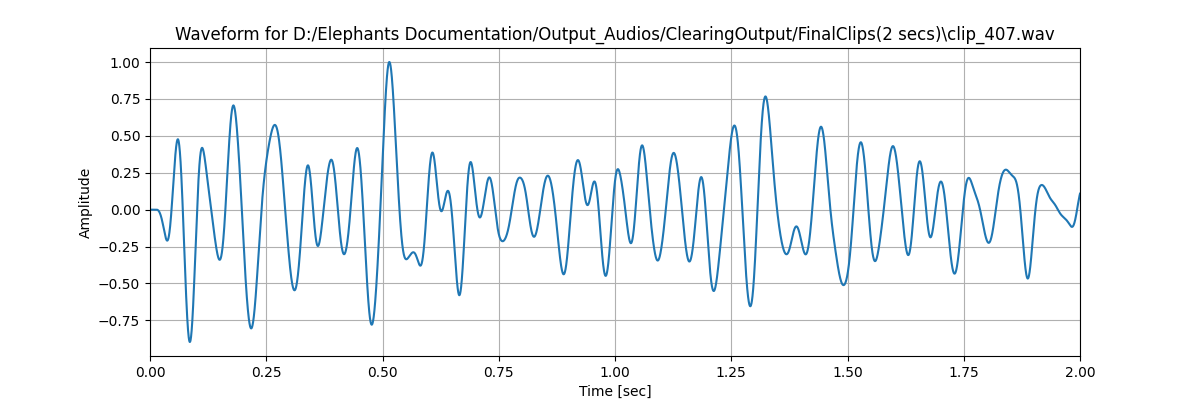 Waveform for D:/Elephants Documentation/Output_Audios/ClearingOutput/FinalClips(2 secs)\clip_407.wav
1.00
0.75
0.50
0.25
0.00
−0.25
−0.50
−0.75
Amplitude
0.00 0.25 0.50 0.75 1.00 1.25 1.50 1.75 2.00
Time [sec]